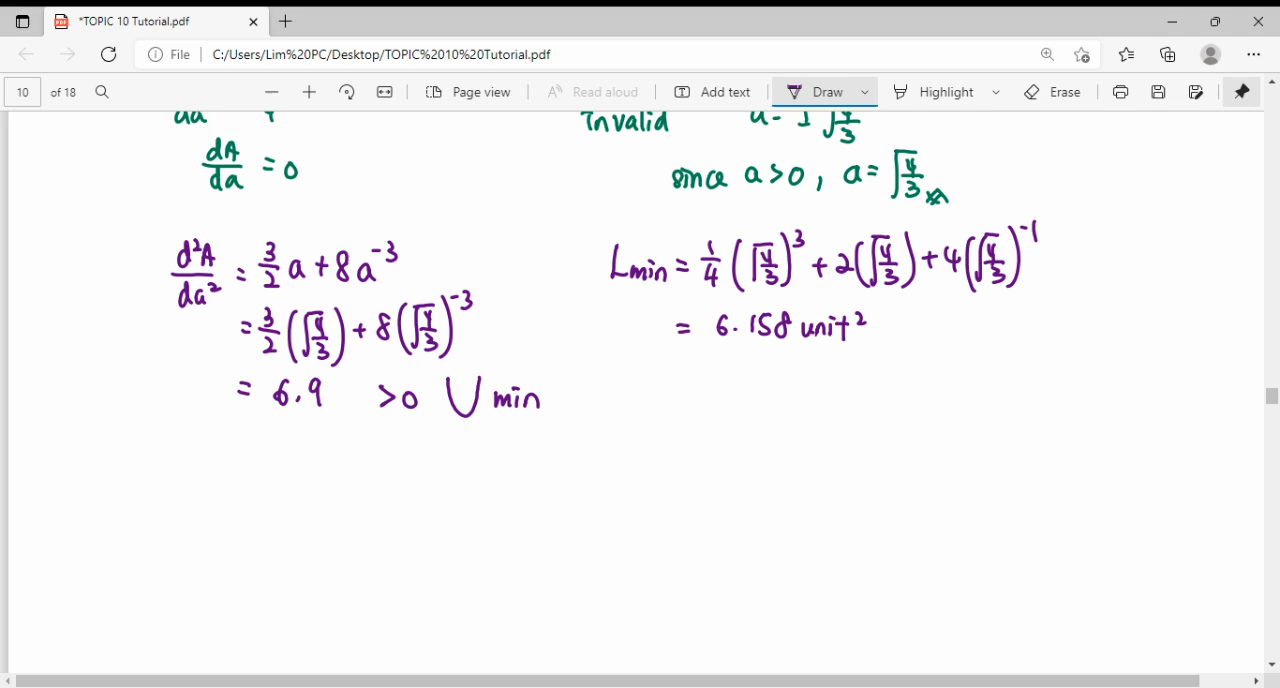 *TOPIC 10 Tutorial.pdf
File C:/Users/Lim%20PC/Desktop/TOPIC%2010%20Tutorial.pdf
10 of 18 Page view Read aloud Add text Draw Highlight Erase
da
Invalid a = ±√(4/3)
dA/da = 0
since a > 0, a = √(4/3)
d²A/da² = 3/2 a + 8a⁻³
= 3/2 (√(4/3)) + 8(√(4/3))⁻³
= 6.9 >0 ∪ min
Lmin = 1/4 (√(4/3))³ + 2(√(4/3)) + 4(√(4/3))⁻¹
= 6.158 unit²